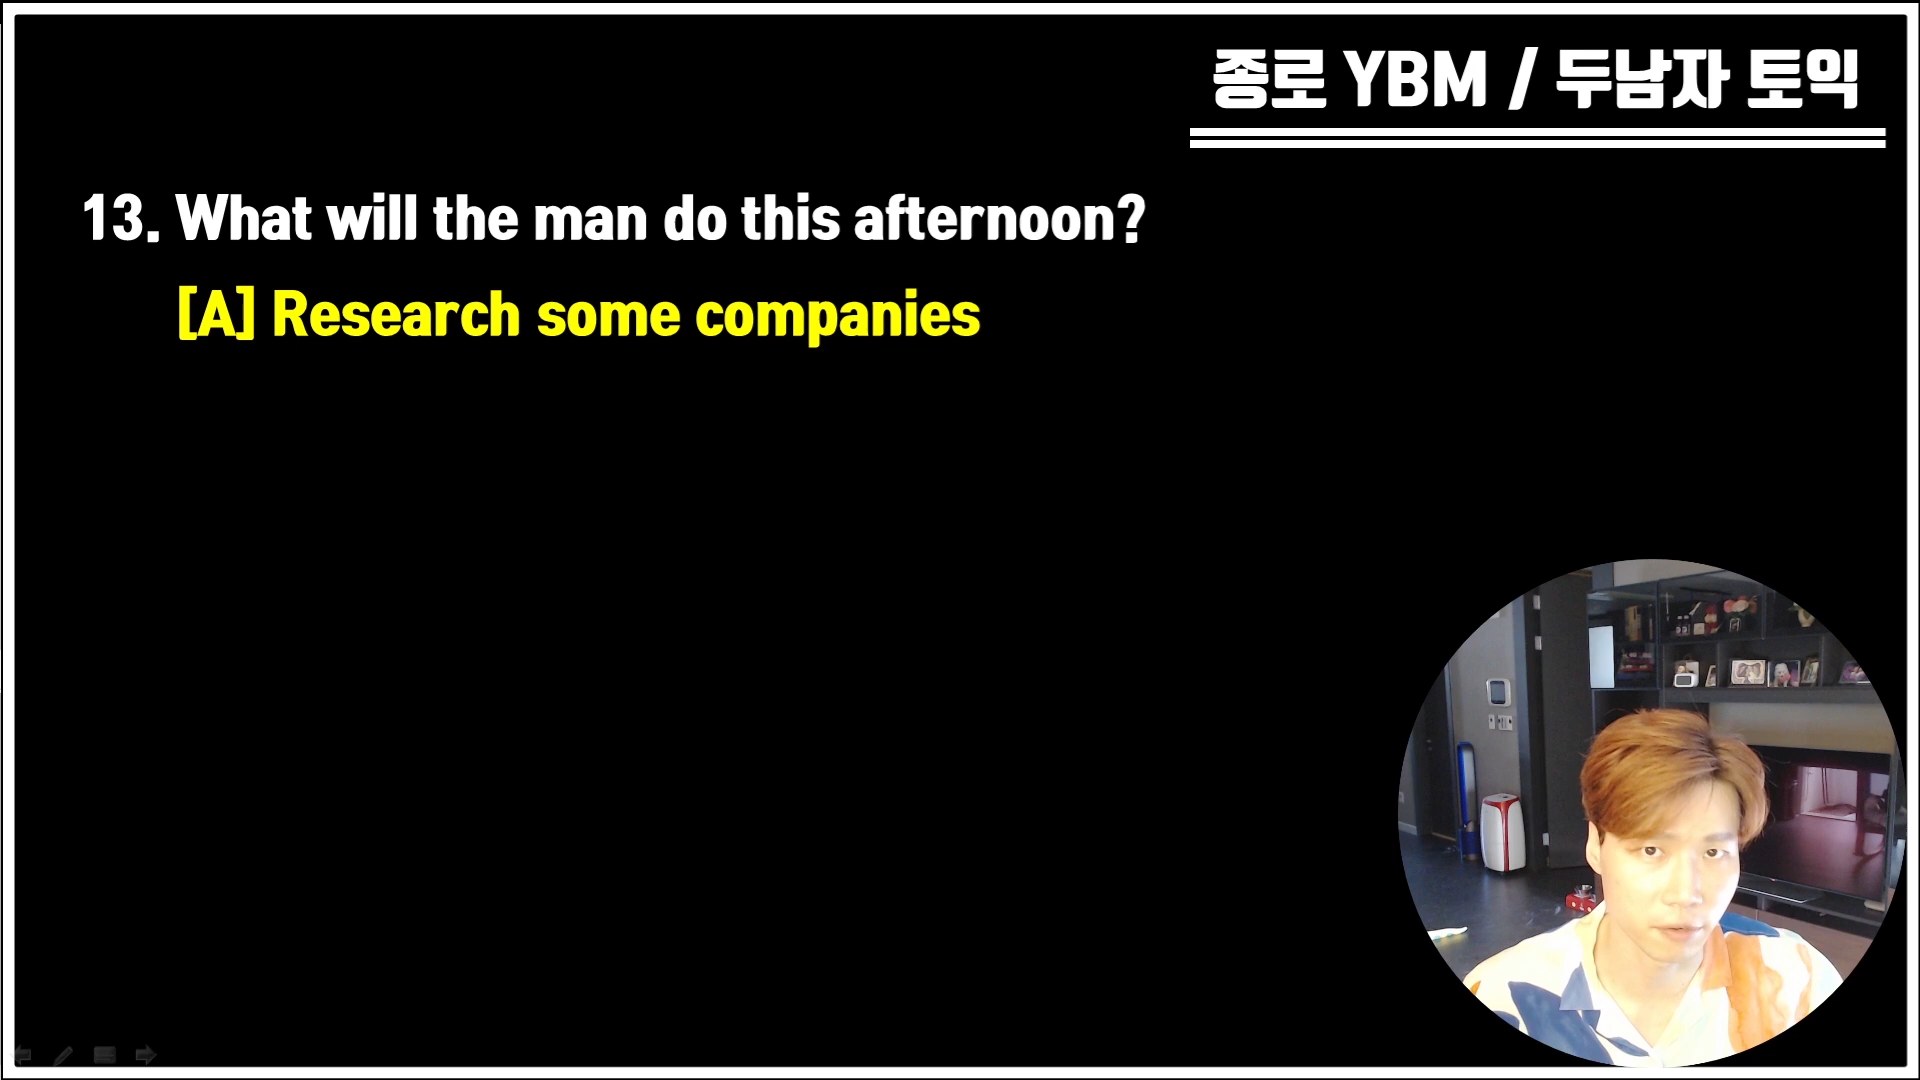 종로 YBM / 두남자 토익
13. What will the man do this afternoon?
[A] Research some companies